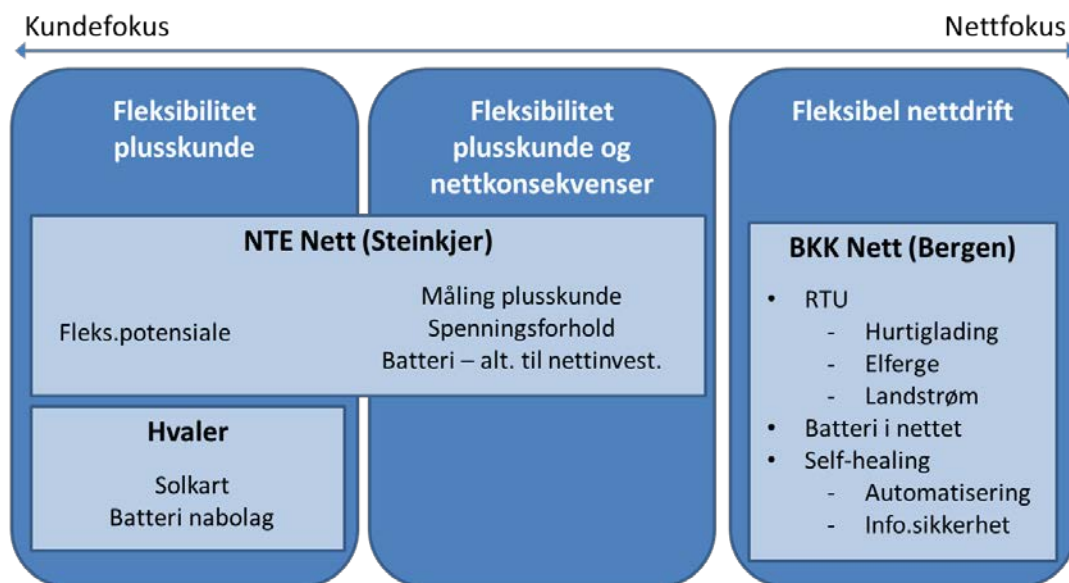 Kundefokus
Nettfokus
Fleksibilitet
plusskunde
Fleksibilitet
plusskunde og
nettkonsekvenser
Fleksibel nettdrift
NTE Nett (Steinkjer)
Fleks.potensiale
Måling plusskunde
Spenningsforhold
Batteri – alt. til nettinvest.
Hvaler
Solkart
Batteri nabolag
BKK Nett (Bergen)
• RTU
- Hurtiglading
- Elferge
- Landstrøm
• Batteri i nettet
• Self-healing
- Automatisering
- Info.sikkerhet